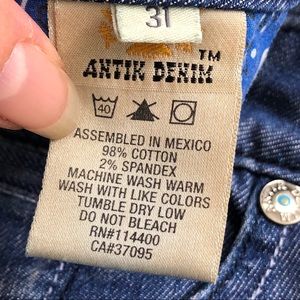 31
ANTIK DENIM™
40
ASSEMBLED IN MEXICO
98% COTTON
2% SPANDEX
MACHINE WASH WARM
WASH WITH LIKE COLORS
TUMBLE DRY LOW
DO NOT BLEACH
RN#114400
CA#37095